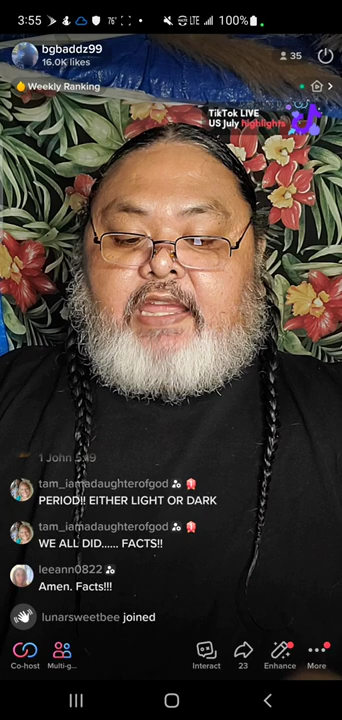 3:55
76°
LTE
100%
bgbaddz99
16.0K likes
35
Weekly Ranking
TikTok LIVE
US July highlights
1 John 5:19
tam_iamadaughterofgod
PERIOD!! EITHER LIGHT OR DARK
tam_iamadaughterofgod
WE ALL DID...... FACTS!!
leeann0822
Amen. Facts!!!
lunarsweetbee joined
Co-host
Multi-g...
Interact
23
Enhance
More